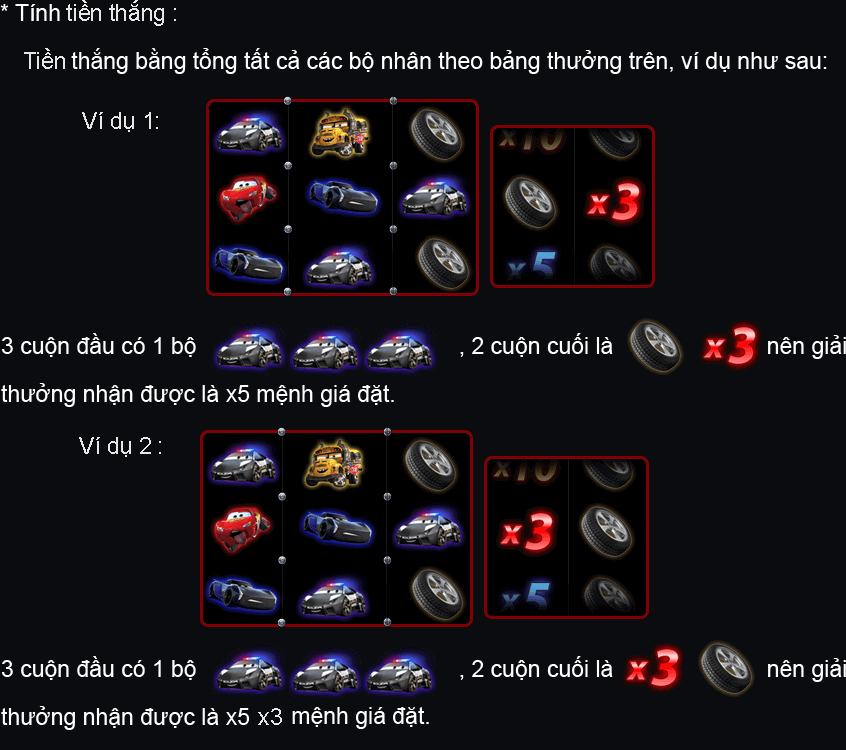 * Tính tiền thắng :
Tiền thắng bằng tổng tất cả các bộ nhân theo bảng thưởng trên, ví dụ như sau:
Ví dụ 1:
x10
x3
x5
3 cuộn đầu có 1 bộ , 2 cuộn cuối là x3 nên giải
thưởng nhận được là x5 mệnh giá đặt.
Ví dụ 2 :
x10
x3
x5
3 cuộn đầu có 1 bộ , 2 cuộn cuối là x3 nên giải
thưởng nhận được là x5 x3 mệnh giá đặt.